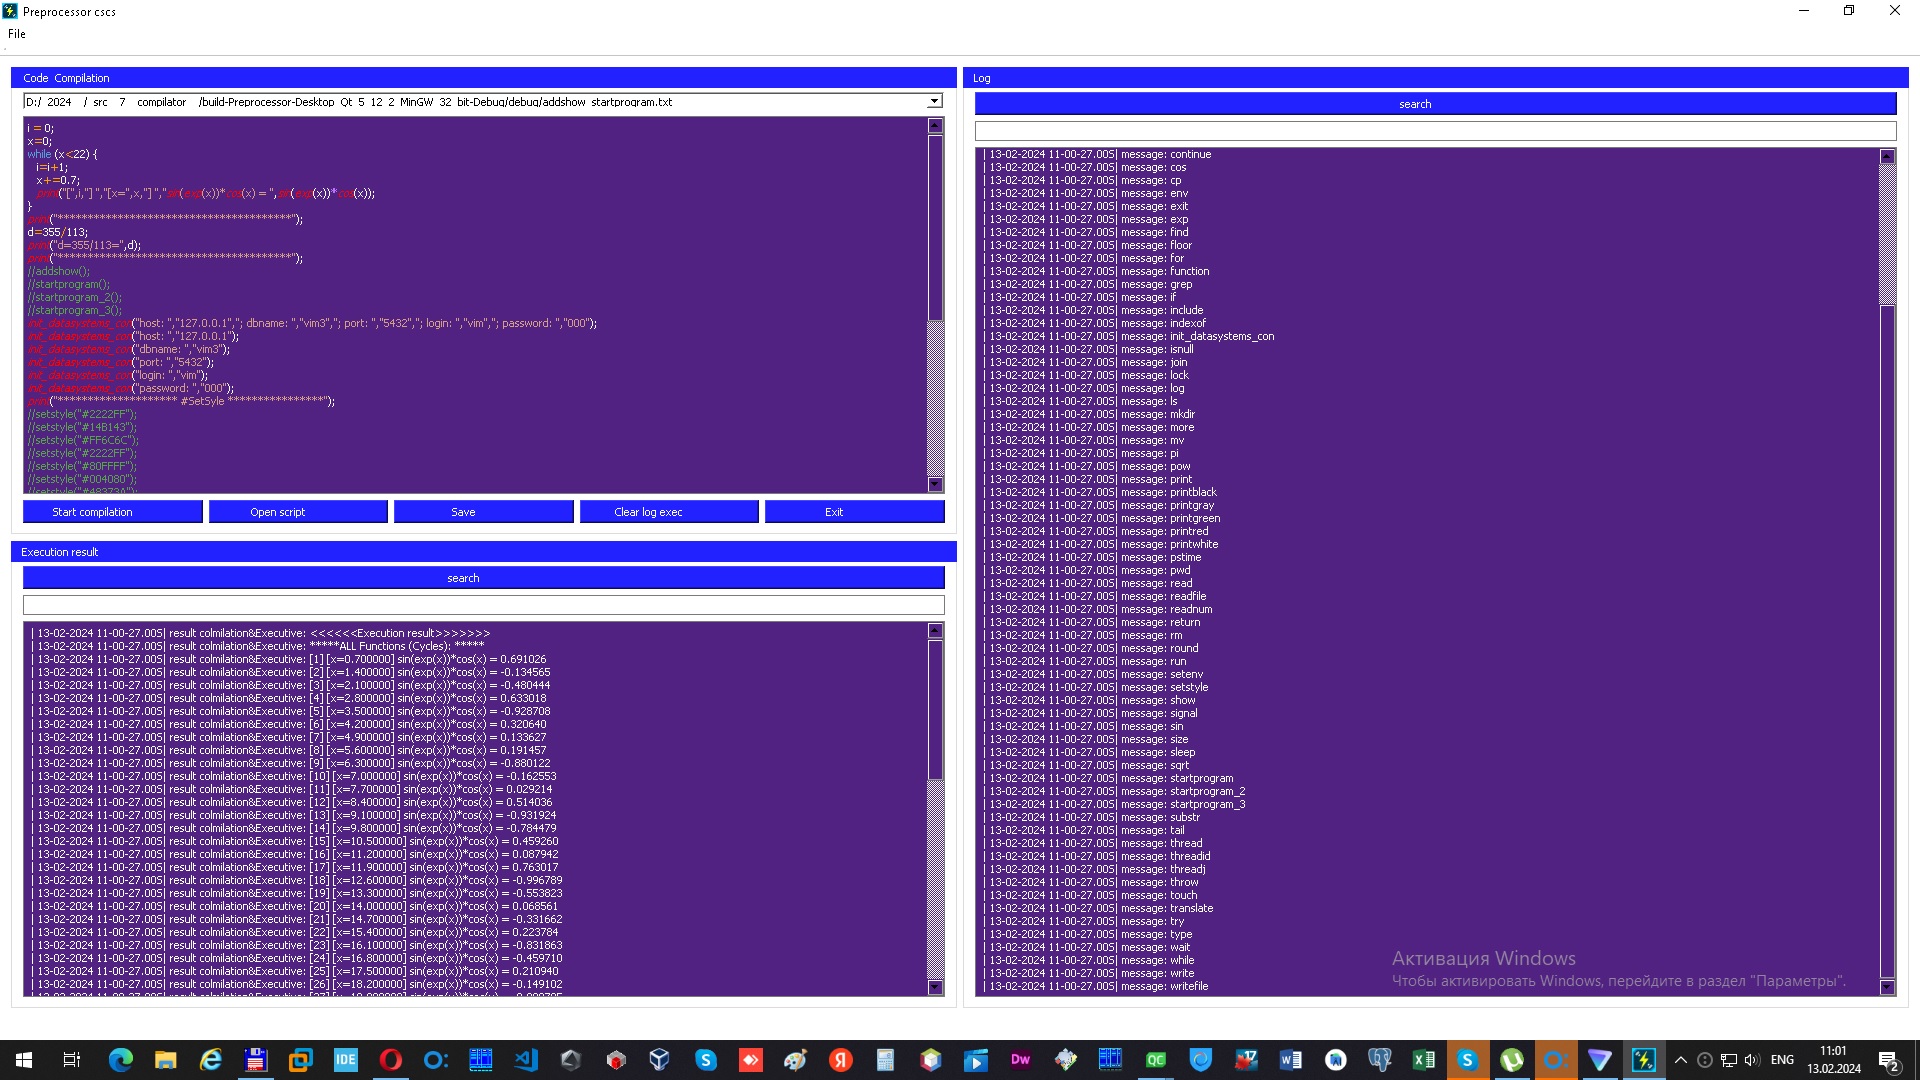 Preprocessor cscs
File
Code Compilation
D:/ 2024 / src 7 compilator /build-Preprocessor-Desktop Qt 5 12 2 MinGW 32 bit-Debug/debug/addshow startprogram.txt
i = 0;
x=0;
while (x<22) {
i=i+1;
x+=0.7;
print("[",i,"] ","[x=",x,"] ","sin(exp(x))*cos(x) = ",sin(exp(x))*cos(x));
}
print("***************************************");
d=355/113;
print("d=355/113=",d);
print("***************************************");
//addshow();
//startprogram();
//startprogram_2();
//startprogram_3();
init_datasystems_con("host: ","127.0.0.1","; dbname: ","vim3","; port: ","5432","; login: ","vim","; password: ","000");
init_datasystems_con("host: ","127.0.0.1");
init_datasystems_con("dbname: ","vim3");
init_datasystems_con("port: ","5432");
init_datasystems_con("login: ","vim");
init_datasystems_con("password: ","000");
print("******************** #SetSyle ****************");
//setstyle("#2222FF");
//setstyle("#14B143");
//setstyle("#FF6C6C");
//setstyle("#2222FF");
//setstyle("#80FFFF");
//setstyle("#004080");
//setstyle("#48373A");
Start compilation
Open script
Save
Clear log exec
Exit
Execution result
search
| 13-02-2024 11-00-27.005| result colmilation&Executive: <<<<<<Execution result>>>>>>>
| 13-02-2024 11-00-27.005| result colmilation&Executive: *****ALL Functions (Cycles): *****
| 13-02-2024 11-00-27.005| result colmilation&Executive: [1] [x=0.700000] sin(exp(x))*cos(x) = 0.691026
| 13-02-2024 11-00-27.005| result colmilation&Executive: [2] [x=1.400000] sin(exp(x))*cos(x) = -0.134565
| 13-02-2024 11-00-27.005| result colmilation&Executive: [3] [x=2.100000] sin(exp(x))*cos(x) = -0.480444
| 13-02-2024 11-00-27.005| result colmilation&Executive: [4] [x=2.800000] sin(exp(x))*cos(x) = 0.633018
| 13-02-2024 11-00-27.005| result colmilation&Executive: [5] [x=3.500000] sin(exp(x))*cos(x) = -0.928708
| 13-02-2024 11-00-27.005| result colmilation&Executive: [6] [x=4.200000] sin(exp(x))*cos(x) = 0.320640
| 13-02-2024 11-00-27.005| result colmilation&Executive: [7] [x=4.900000] sin(exp(x))*cos(x) = 0.133627
| 13-02-2024 11-00-27.005| result colmilation&Executive: [8] [x=5.600000] sin(exp(x))*cos(x) = 0.191457
| 13-02-2024 11-00-27.005| result colmilation&Executive: [9] [x=6.300000] sin(exp(x))*cos(x) = -0.880122
| 13-02-2024 11-00-27.005| result colmilation&Executive: [10] [x=7.000000] sin(exp(x))*cos(x) = -0.162553
| 13-02-2024 11-00-27.005| result colmilation&Executive: [11] [x=7.700000] sin(exp(x))*cos(x) = 0.029214
| 13-02-2024 11-00-27.005| result colmilation&Executive: [12] [x=8.400000] sin(exp(x))*cos(x) = 0.514036
| 13-02-2024 11-00-27.005| result colmilation&Executive: [13] [x=9.100000] sin(exp(x))*cos(x) = -0.931924
| 13-02-2024 11-00-27.005| result colmilation&Executive: [14] [x=9.800000] sin(exp(x))*cos(x) = -0.784479
| 13-02-2024 11-00-27.005| result colmilation&Executive: [15] [x=10.500000] sin(exp(x))*cos(x) = 0.459260
| 13-02-2024 11-00-27.005| result colmilation&Executive: [16] [x=11.200000] sin(exp(x))*cos(x) = 0.087942
| 13-02-2024 11-00-27.005| result colmilation&Executive: [17] [x=11.900000] sin(exp(x))*cos(x) = 0.763017
| 13-02-2024 11-00-27.005| result colmilation&Executive: [18] [x=12.600000] sin(exp(x))*cos(x) = -0.996789
| 13-02-2024 11-00-27.005| result colmilation&Executive: [19] [x=13.300000] sin(exp(x))*cos(x) = -0.553823
| 13-02-2024 11-00-27.005| result colmilation&Executive: [20] [x=14.000000] sin(exp(x))*cos(x) = 0.068561
| 13-02-2024 11-00-27.005| result colmilation&Executive: [21] [x=14.700000] sin(exp(x))*cos(x) = -0.331662
| 13-02-2024 11-00-27.005| result colmilation&Executive: [22] [x=15.400000] sin(exp(x))*cos(x) = 0.223784
| 13-02-2024 11-00-27.005| result colmilation&Executive: [23] [x=16.100000] sin(exp(x))*cos(x) = -0.831863
| 13-02-2024 11-00-27.005| result colmilation&Executive: [24] [x=16.800000] sin(exp(x))*cos(x) = -0.459710
| 13-02-2024 11-00-27.005| result colmilation&Executive: [25] [x=17.500000] sin(exp(x))*cos(x) = 0.210940
| 13-02-2024 11-00-27.005| result colmilation&Executive: [26] [x=18.200000] sin(exp(x))*cos(x) = -0.149102
Log
search
| 13-02-2024 11-00-27.005| message: continue
| 13-02-2024 11-00-27.005| message: cos
| 13-02-2024 11-00-27.005| message: cp
| 13-02-2024 11-00-27.005| message: env
| 13-02-2024 11-00-27.005| message: exit
| 13-02-2024 11-00-27.005| message: exp
| 13-02-2024 11-00-27.005| message: find
| 13-02-2024 11-00-27.005| message: floor
| 13-02-2024 11-00-27.005| message: for
| 13-02-2024 11-00-27.005| message: function
| 13-02-2024 11-00-27.005| message: grep
| 13-02-2024 11-00-27.005| message: if
| 13-02-2024 11-00-27.005| message: include
| 13-02-2024 11-00-27.005| message: indexof
| 13-02-2024 11-00-27.005| message: init_datasystems_con
| 13-02-2024 11-00-27.005| message: isnull
| 13-02-2024 11-00-27.005| message: join
| 13-02-2024 11-00-27.005| message: lock
| 13-02-2024 11-00-27.005| message: log
| 13-02-2024 11-00-27.005| message: ls
| 13-02-2024 11-00-27.005| message: mkdir
| 13-02-2024 11-00-27.005| message: more
| 13-02-2024 11-00-27.005| message: mv
| 13-02-2024 11-00-27.005| message: pi
| 13-02-2024 11-00-27.005| message: pow
| 13-02-2024 11-00-27.005| message: print
| 13-02-2024 11-00-27.005| message: printblack
| 13-02-2024 11-00-27.005| message: printgray
| 13-02-2024 11-00-27.005| message: printgreen
| 13-02-2024 11-00-27.005| message: printred
| 13-02-2024 11-00-27.005| message: printwhite
| 13-02-2024 11-00-27.005| message: pstime
| 13-02-2024 11-00-27.005| message: pwd
| 13-02-2024 11-00-27.005| message: read
| 13-02-2024 11-00-27.005| message: readfile
| 13-02-2024 11-00-27.005| message: readnum
| 13-02-2024 11-00-27.005| message: return
| 13-02-2024 11-00-27.005| message: rm
| 13-02-2024 11-00-27.005| message: round
| 13-02-2024 11-00-27.005| message: run
| 13-02-2024 11-00-27.005| message: setenv
| 13-02-2024 11-00-27.005| message: setstyle
| 13-02-2024 11-00-27.005| message: show
| 13-02-2024 11-00-27.005| message: signal
| 13-02-2024 11-00-27.005| message: sin
| 13-02-2024 11-00-27.005| message: size
| 13-02-2024 11-00-27.005| message: sleep
| 13-02-2024 11-00-27.005| message: sqrt
| 13-02-2024 11-00-27.005| message: startprogram
| 13-02-2024 11-00-27.005| message: startprogram_2
| 13-02-2024 11-00-27.005| message: startprogram_3
| 13-02-2024 11-00-27.005| message: substr
| 13-02-2024 11-00-27.005| message: tail
| 13-02-2024 11-00-27.005| message: thread
| 13-02-2024 11-00-27.005| message: threadid
| 13-02-2024 11-00-27.005| message: threadj
| 13-02-2024 11-00-27.005| message: throw
| 13-02-2024 11-00-27.005| message: touch
| 13-02-2024 11-00-27.005| message: translate
| 13-02-2024 11-00-27.005| message: try
| 13-02-2024 11-00-27.005| message: type
| 13-02-2024 11-00-27.005| message: wait
| 13-02-2024 11-00-27.005| message: while
| 13-02-2024 11-00-27.005| message: write
| 13-02-2024 11-00-27.005| message: writefile
Активация Windows
Чтобы активировать Windows, перейдите в раздел "Параметры".
IDE
Dw
QC
17
ENG
11:01
13.02.2024
2